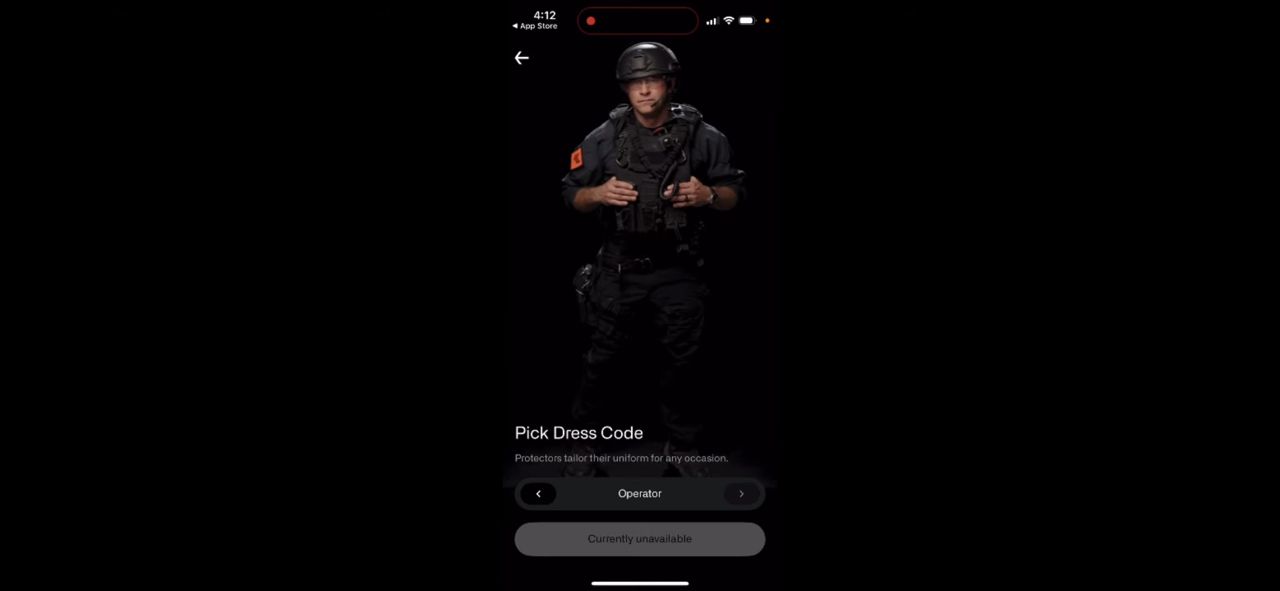 4:12
◀ App Store
Pick Dress Code
Protectors tailor their uniform for any occasion.
Operator
Currently unavailable